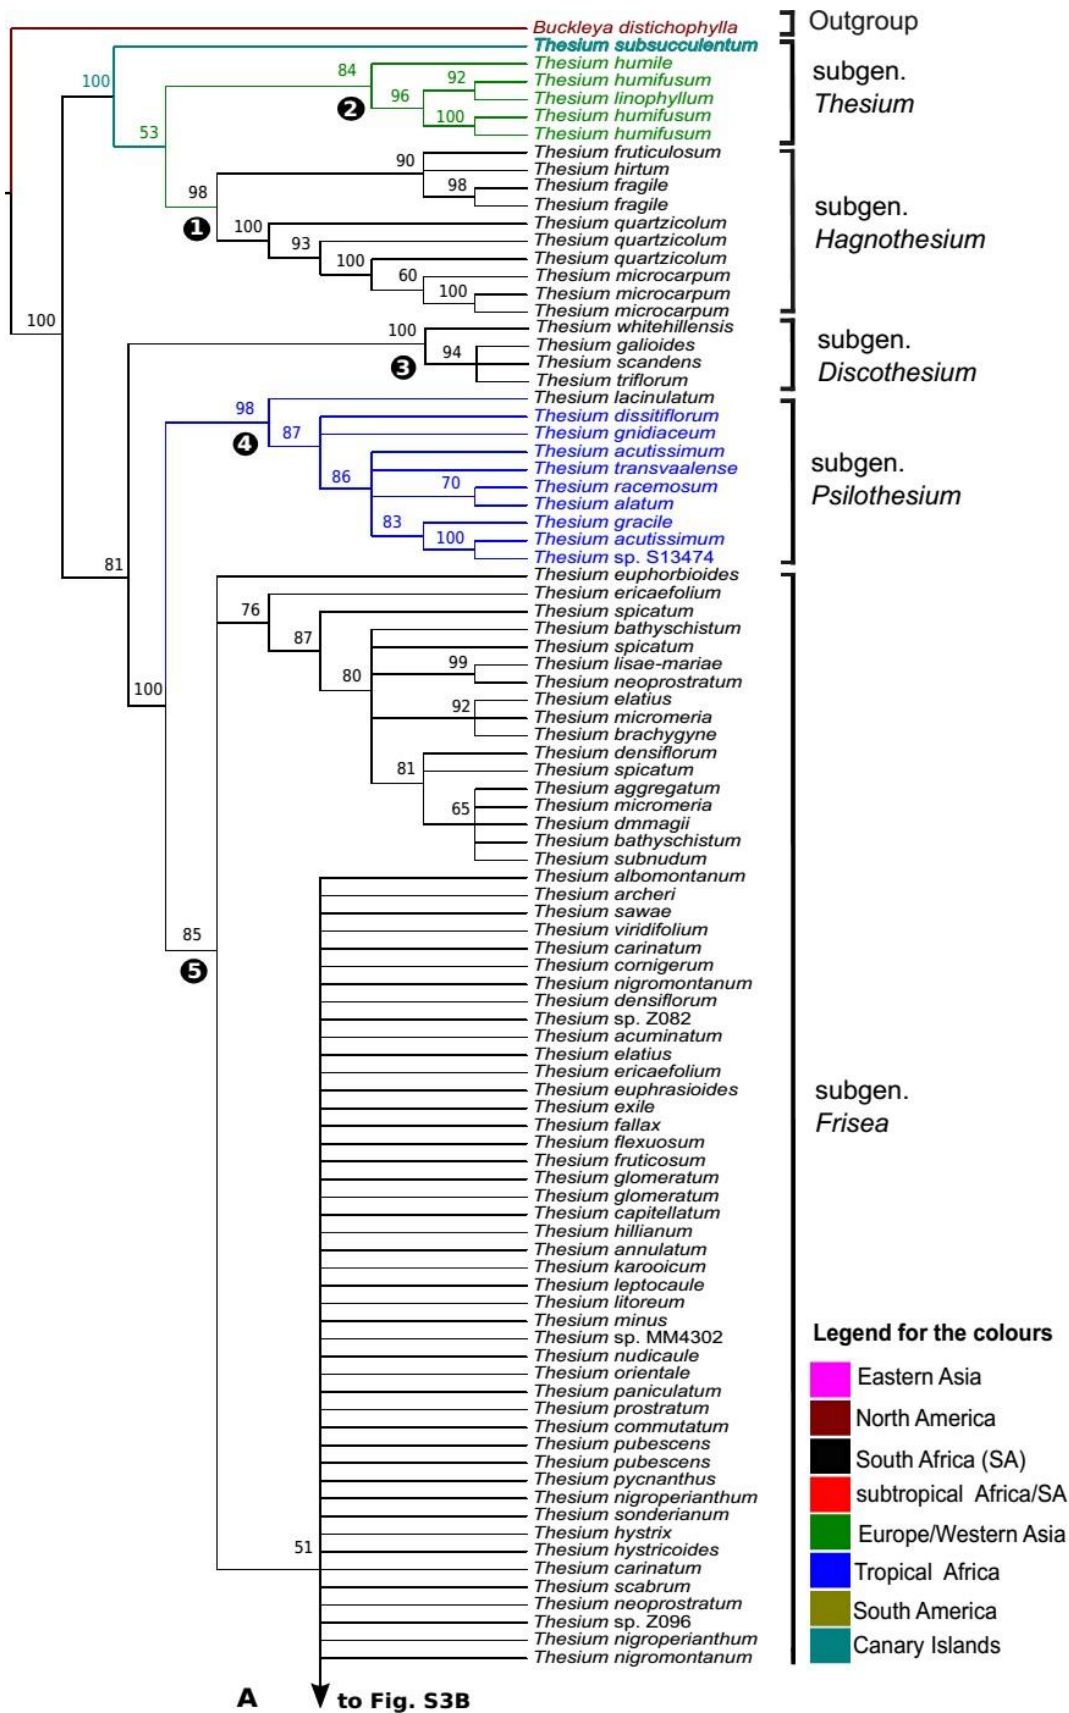 Buckleya distichophylla
Outgroup
Thesium subsucculentum
100
Thesium humile
84
subgen.
Thesium
Thesium humifusum
92
96
Thesium linophyllum
2
Thesium humifusum
100
53
Thesium humifusum
Thesium fruticulosum
90
Thesium hirtum
Thesium fragile
98
98
Thesium fragile
subgen.
Hagnothesium
1
100
Thesium quartzicolum
93
Thesium quartzicolum
100
Thesium quartzicolum
60
Thesium microcarpum
100
Thesium microcarpum
Thesium microcarpum
100
100
Thesium whitehillensis
94
Thesium galioides
subgen.
Discothesium
3
Thesium scandens
Thesium triflorum
Thesium lacinulatum
98
4
87
Thesium dissitiflorum
Thesium gnidiaceum
Thesium acutissimum
86
Thesium transvaalense
subgen.
Psilothesium
70
Thesium racemosum
Thesium alatum
83
Thesium gracile
100
Thesium acutissimum
Thesium sp. S13474
81
Thesium euphorbioides
76
Thesium ericaefolium
87
Thesium spicatum
Thesium bathyschistum
80
Thesium spicatum
99
Thesium lisae-mariae
Thesium neoprostratum
100
92
Thesium elatius
Thesium micromeria
Thesium brachygyne
81
Thesium densiflorum
Thesium spicatum
65
Thesium aggregatum
Thesium micromeria
Thesium dmmagii
Thesium bathyschistum
Thesium subnudum
Thesium albomontanum
Thesium archeri
Thesium sawae
Thesium viridifolium
85
5
Thesium carinatum
Thesium cornigerum
Thesium nigromontanum
Thesium densiflorum
Thesium sp. Z082
Thesium acuminatum
Thesium elatius
Thesium ericaefolium
Thesium euphrasioides
subgen.
Frisea
Thesium exile
Thesium fallax
Thesium flexuosum
Thesium fruticosum
Thesium glomeratum
Thesium glomeratum
Thesium capitellatum
Thesium hillianum
Thesium annulatum
Thesium karooicum
Thesium leptocaule
Thesium litoreum
Thesium minus
Thesium sp. MM4302
Thesium nudicaule
Thesium orientale
Thesium paniculatum
Thesium prostratum
Thesium commutatum
Thesium pubescens
Thesium pubescens
Thesium pycnanthus
Thesium nigroperianthum
Thesium sonderianum
Thesium hystrix
51
Thesium hystricoides
Thesium carinatum
Thesium scabrum
Thesium neoprostratum
Thesium sp. Z096
Thesium nigroperianthum
Thesium nigromontanum
Legend for the colours
Eastern Asia
North America
South Africa (SA)
subtropical Africa/SA
Europe/Western Asia
Tropical Africa
South America
Canary Islands
A
to Fig. S3B